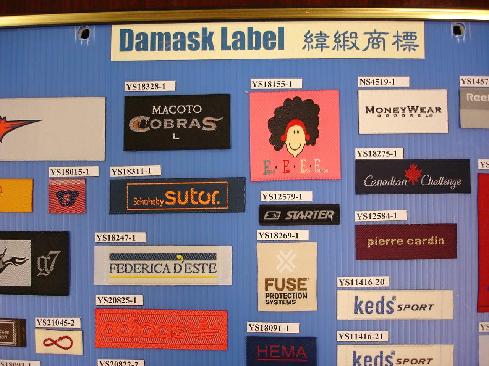 Damask Label 緯緞商標
YS18328-1
MACOTO
COBRAS
L
YS18155-1
E.E.E.E
NS4519-1
MONEYWEAR
YS18015-1
YS18311-1
sutor.
YS12579-1
STARTER
YS18275-1
Canadian Challenge
YS12584-1
pierre cardin
g7
YS18247-1
FEDERICA D'ESTE
YS18269-1
FUSE
PROTECTION
SYSTEMS
YS11416-20
keds SPORT
YS20825-1
YS21045-2
YS18091-1
HEMA
YS11416-21
keds SPORT